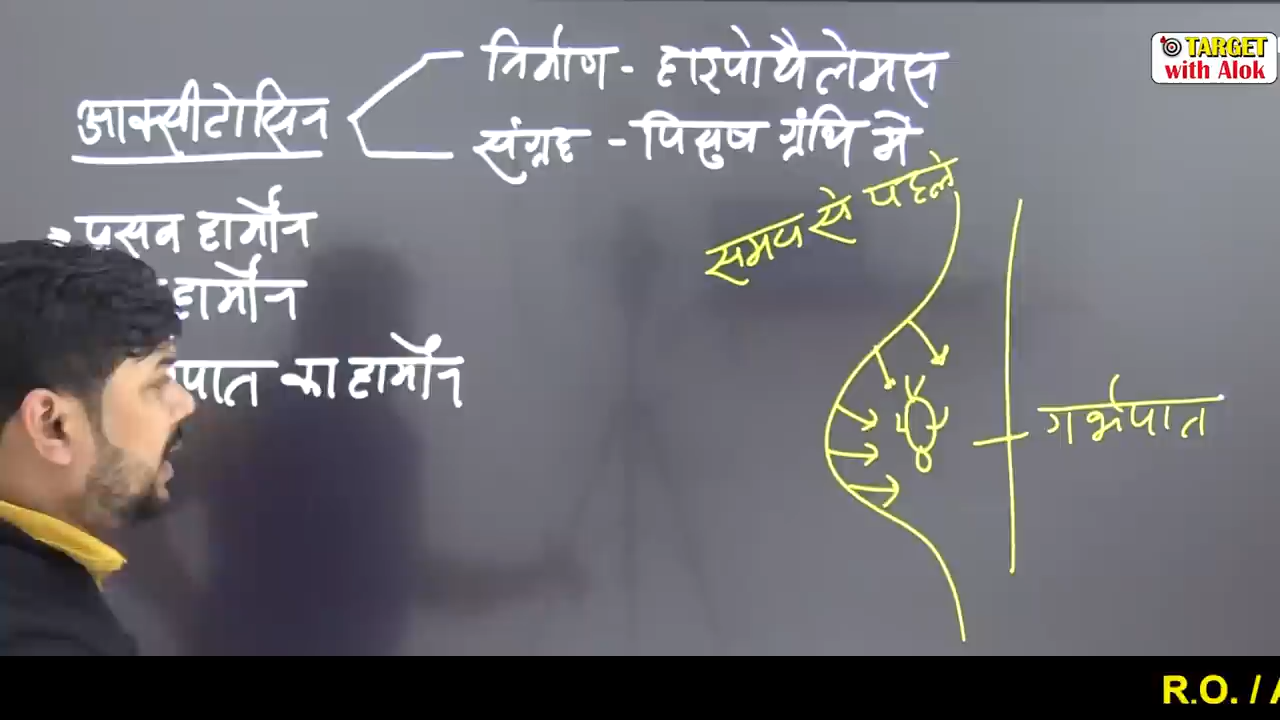 आक्सीटोसिन
निर्माण - हाइपोथैलेमस
संग्रह - पियुष ग्रंथि में
प्रसव हार्मोन
हार्मोन
पात का हार्मोन
समय से पहले
गर्भपात
TARGET
with Alok
R.O. /